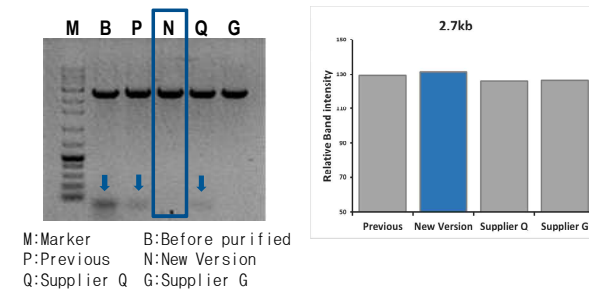 M B P N Q G
M:Marker B:Before purified
P:Previous N:New Version
Q:Supplier Q G:Supplier G
2.7kb
Relative Band intensity
150
130
110
90
70
50
Previous New Version Supplier Q Supplier G